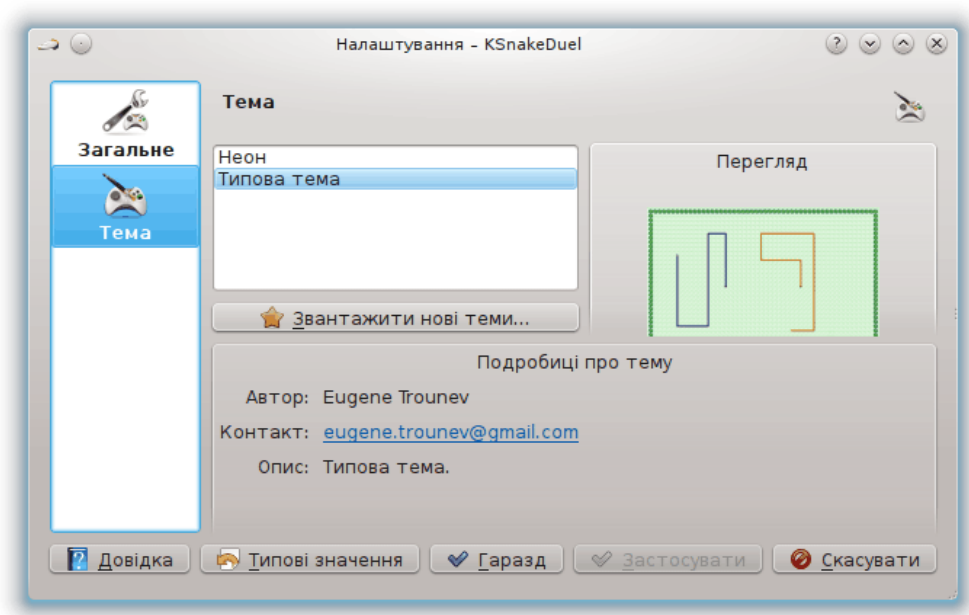 Налаштування – KSnakeDuel
Загальне
Тема
Тема
Неон
Типова тема
Звантажити нові теми...
Перегляд
Подробиці про тему
Автор: Eugene Trounev
Контакт: eugene.trounev@gmail.com
Опис: Типова тема.
Довідка
Типові значення
Гаразд
Застосувати
Скасувати